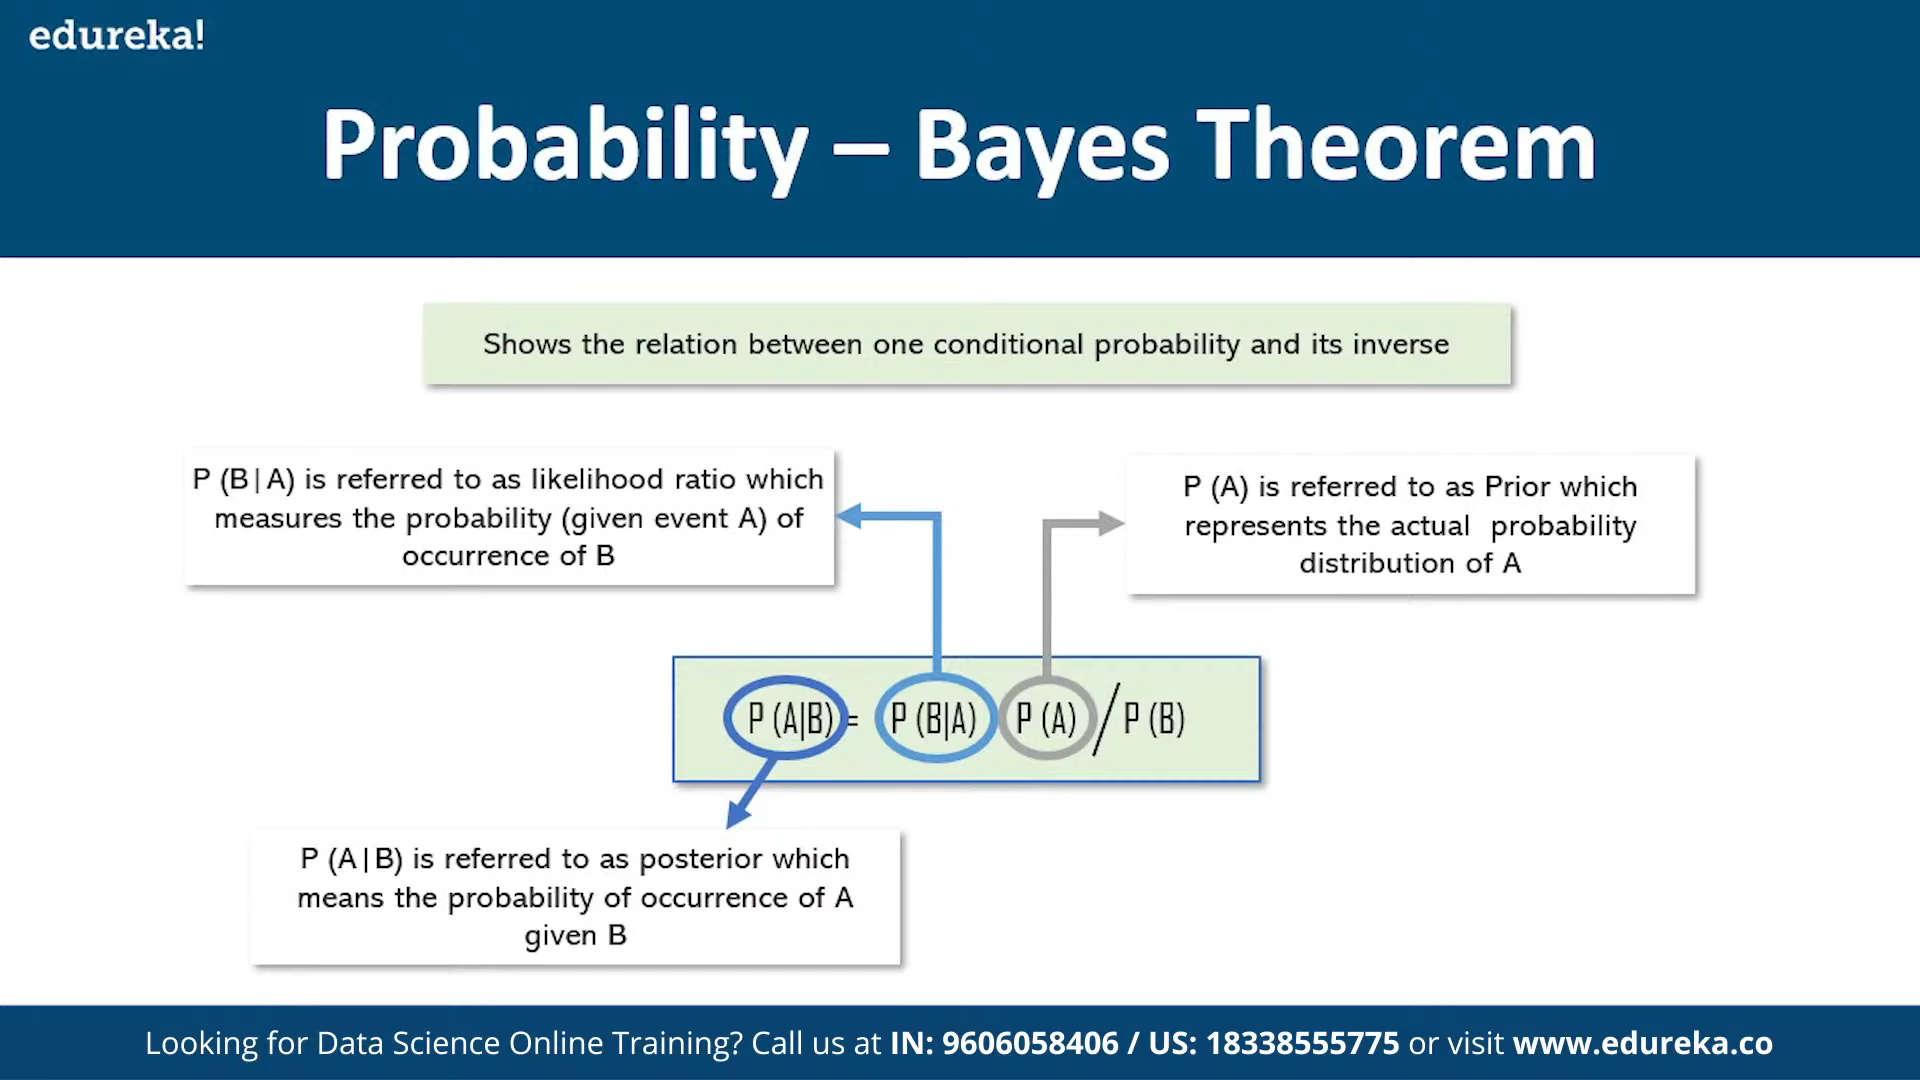 edureka!
Probability – Bayes Theorem
Shows the relation between one conditional probability and its inverse
P (B|A) is referred to as likelihood ratio which
measures the probability (given event A) of
occurrence of B
P (A) is referred to as Prior which
represents the actual probability
distribution of A
P (A|B) = P (B|A) P (A) / P (B)
P (A|B) is referred to as posterior which
means the probability of occurrence of A
given B
Looking for Data Science Online Training? Call us at IN: 9606058406 / US: 18338555775 or visit www.edureka.co